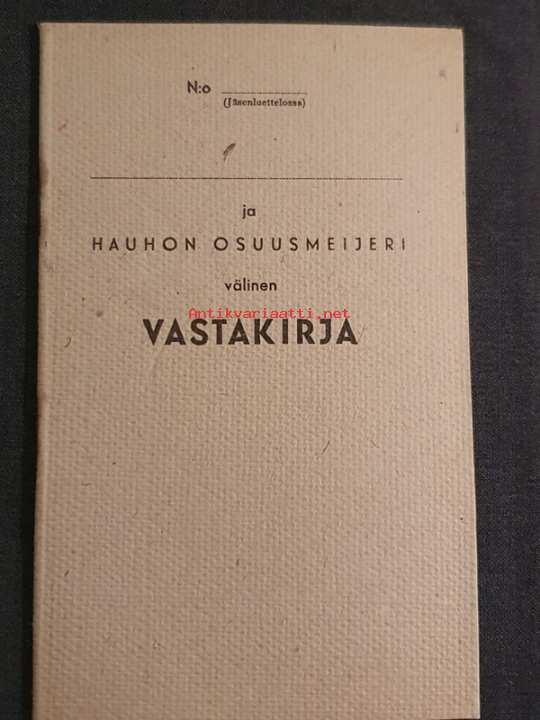 N:o
(Jäsenluettelossa)
ja
HAUHON OSUUSMEIJERI
välinen
Antikvariaatti.net
VASTAKIRJA